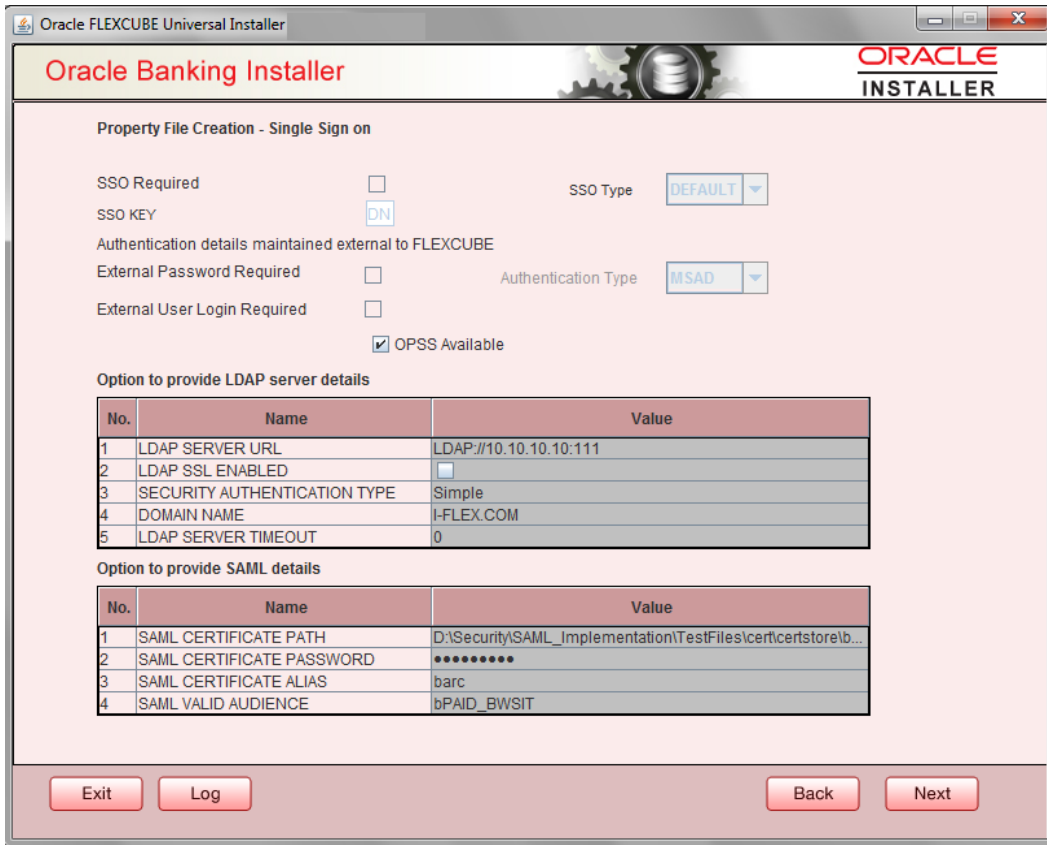 Oracle FLEXCUBE Universal Installer
Oracle Banking Installer
ORACLE
INSTALLER
Property File Creation - Single Sign on
SSO Required
SSO Type DEFAULT
SSO KEY DN
Authentication details maintained external to FLEXCUBE
External Password Required
Authentication Type MSAD
External User Login Required
OPSS Available
Option to provide LDAP server details
No. Name Value
1 LDAP SERVER URL LDAP://10.10.10.10:111
2 LDAP SSL ENABLED
3 SECURITY AUTHENTICATION TYPE Simple
4 DOMAIN NAME I-FLEX.COM
5 LDAP SERVER TIMEOUT 0
Option to provide SAML details
No. Name Value
1 SAML CERTIFICATE PATH D:\Security\SAML_Implementation\TestFiles\cert\certstore\b...
2 SAML CERTIFICATE PASSWORD •••••••••
3 SAML CERTIFICATE ALIAS barc
4 SAML VALID AUDIENCE bPAID_BWSIT
Exit Log Back Next